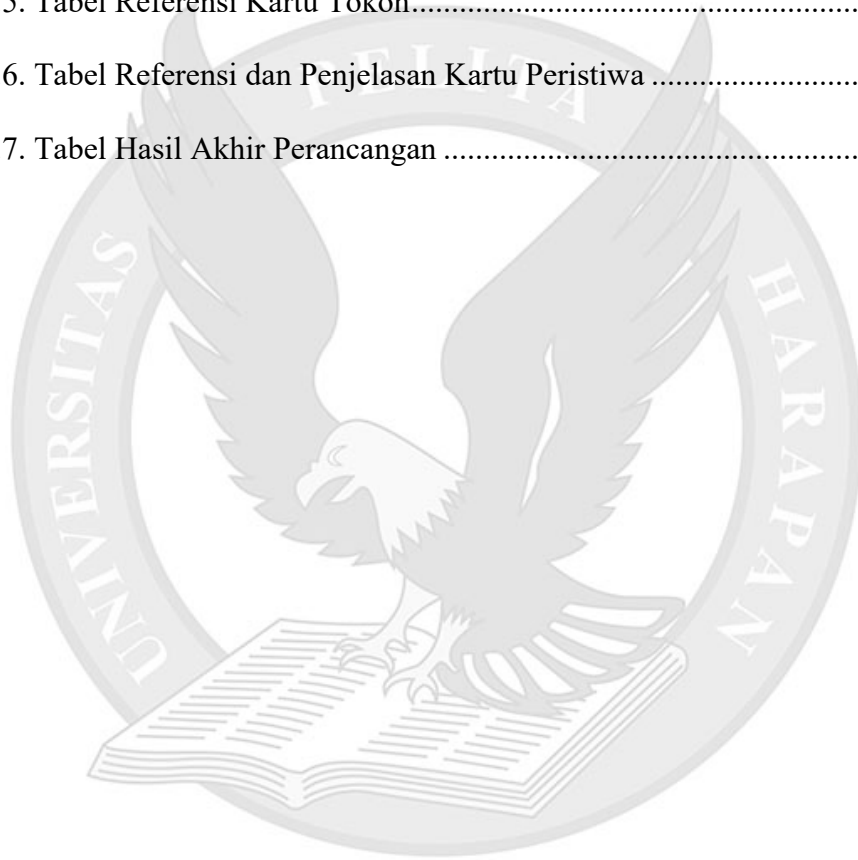 5. Tabel Referensi Kartu Tokoh...............................................................
6. Tabel Referensi dan Penjelasan Kartu Peristiwa ..........................
7. Tabel Hasil Akhir Perancangan ....................................................
UNIVERSITAS PELITA HARAPAN